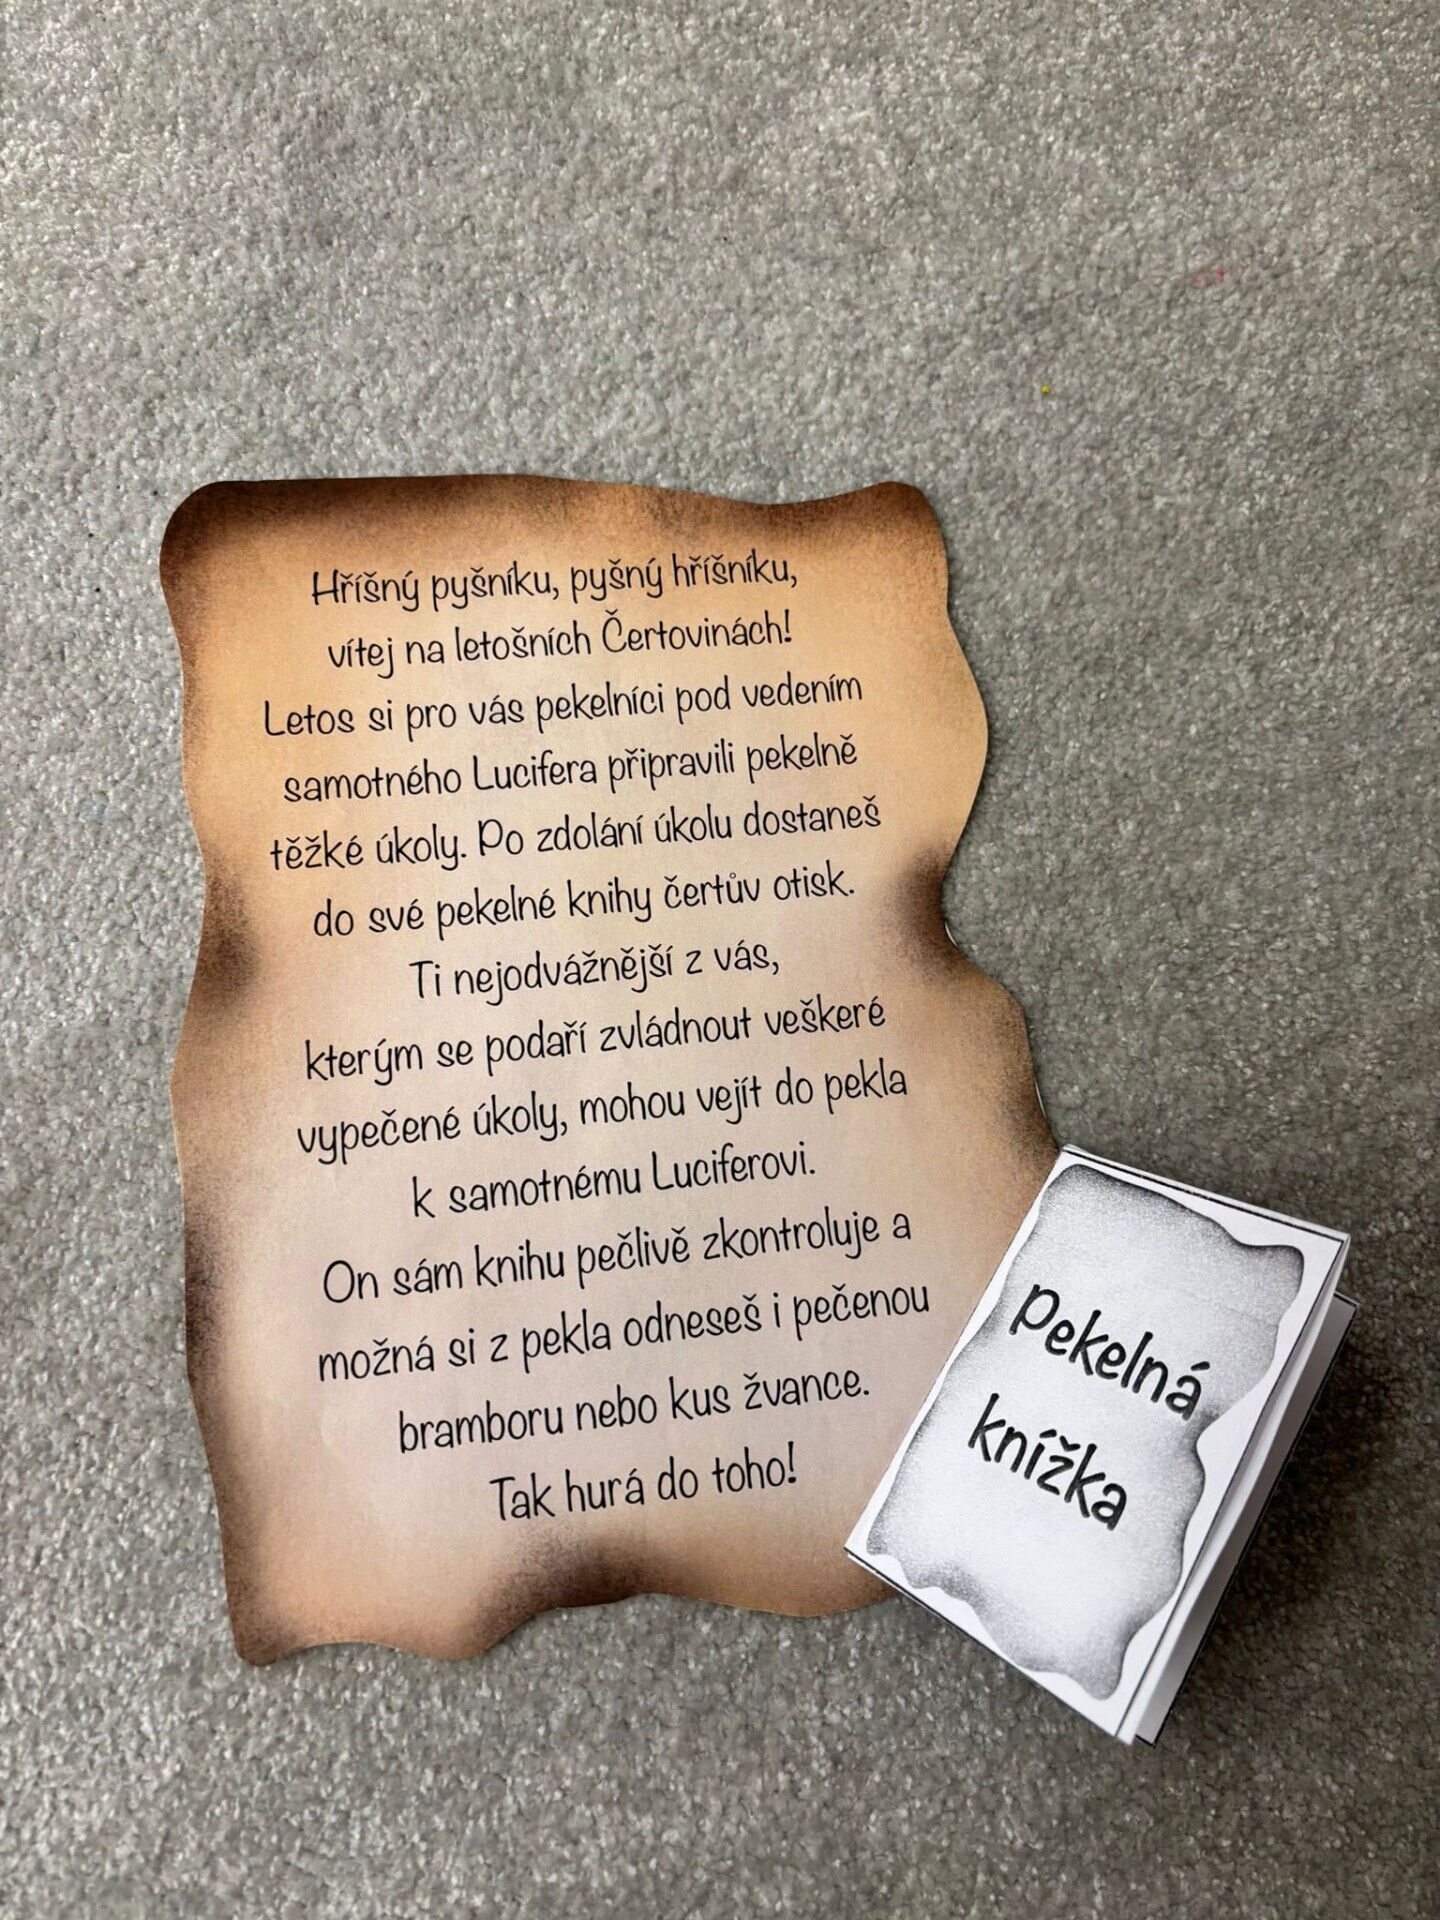 Hříšný pyšníku, pyšný hříšníku,
vítej na letošních Čertovinách!
Letos si pro vás pekelníci pod vedením
samotného Lucifera připravili pekelně
těžké úkoly. Po zdolání úkolu dostaneš
do své pekelné knihy čertův otisk.
Ti nejodvážnější z vás,
kterým se podaří zvládnout veškeré
vypečené úkoly, mohou vejít do pekla
k samotnému Luciferovi.
On sám knihu pečlivě zkontroluje a
možná si z pekla odneseš i pečenou
bramboru nebo kus žvance.
Tak hurá do toho!
Pekelná
knížka